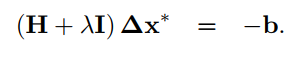 (H + λI) Δx* = −b.